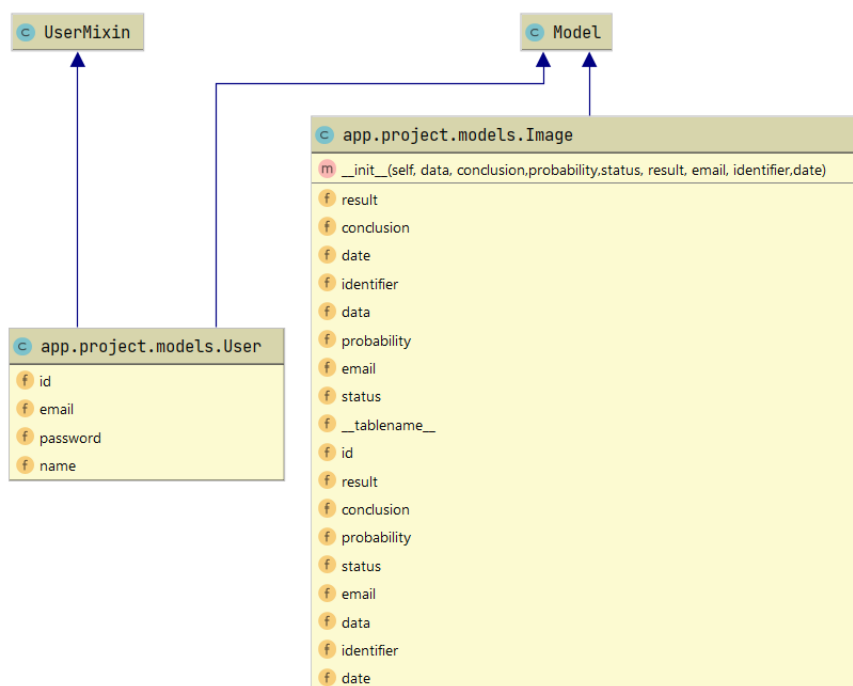 C UserMixin
C Model
C app.project.models.Image
m __init__(self, data, conclusion,probability,status, result, email, identifier,date)
f result
f conclusion
f date
f identifier
f data
f probability
f email
f status
f __tablename__
f id
f result
f conclusion
f probability
f status
f email
f data
f identifier
f date
C app.project.models.User
f id
f email
f password
f name